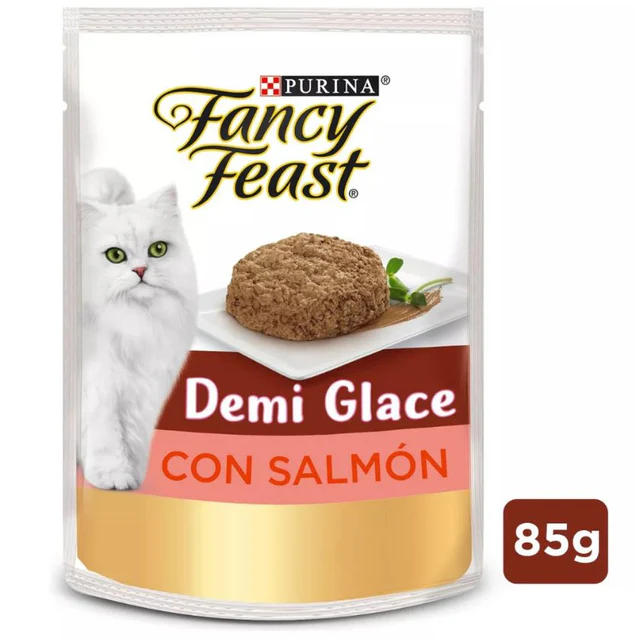 PURINA®
Fancy
Feast®
Demi Glace
CON SALMÓN
85g